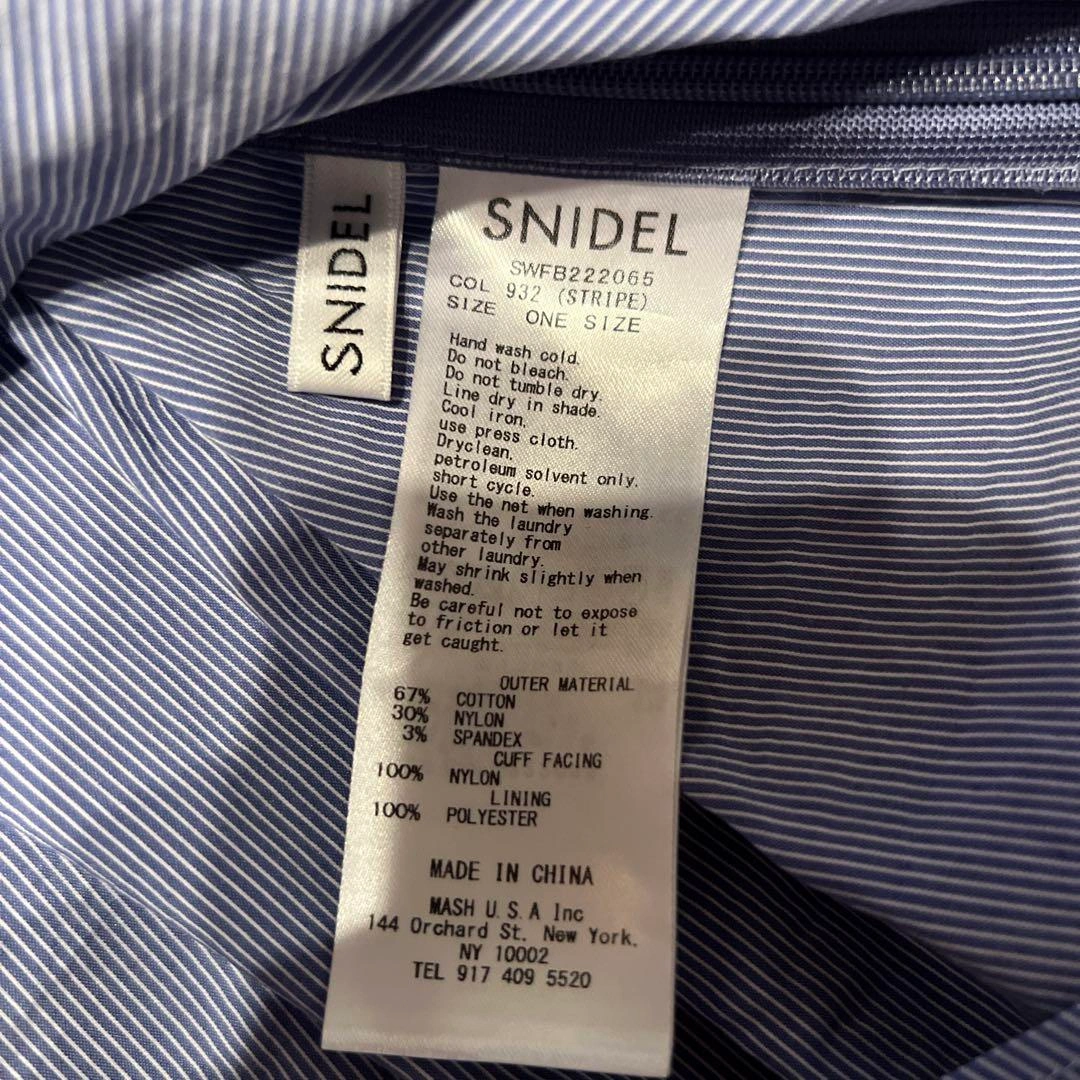 SNIDEL
SNIDEL
SWFB222065
COL 932 (STRIPE)
SIZE ONE SIZE
Hand wash cold.
Do not bleach.
Do not tumble dry.
Line dry in shade.
Cool iron.
use press cloth.
Dryclean.
petroleum solvent only.
short cycle.
Use the net when washing.
Wash the laundry
separately from
other laundry.
May shrink slightly when
washed.
Be careful not to expose
to friction or let it
get caught.
OUTER MATERIAL
67% COTTON
30% NYLON
3% SPANDEX
CUFF FACING
100% NYLON
LINING
100% POLYESTER
MADE IN CHINA
MASH U.S.A Inc
144 Orchard St. New York.
NY 10002
TEL 917 409 5520